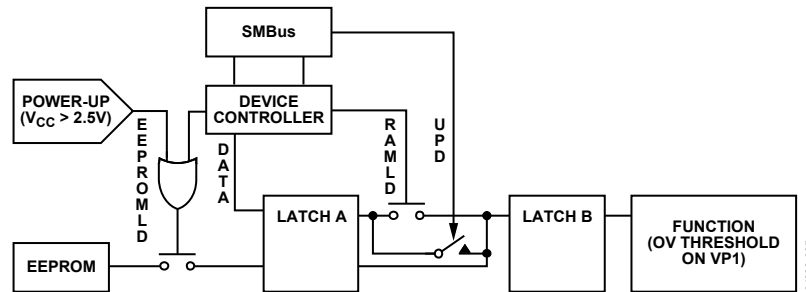 SMBus
POWER-UP
(VCC > 2.5V)
DEVICE
CONTROLLER
EEPROMLD
DATA
RAMLD
UPD
LATCH A
LATCH B
FUNCTION
(OV THRESHOLD
ON VP1)
EEPROM